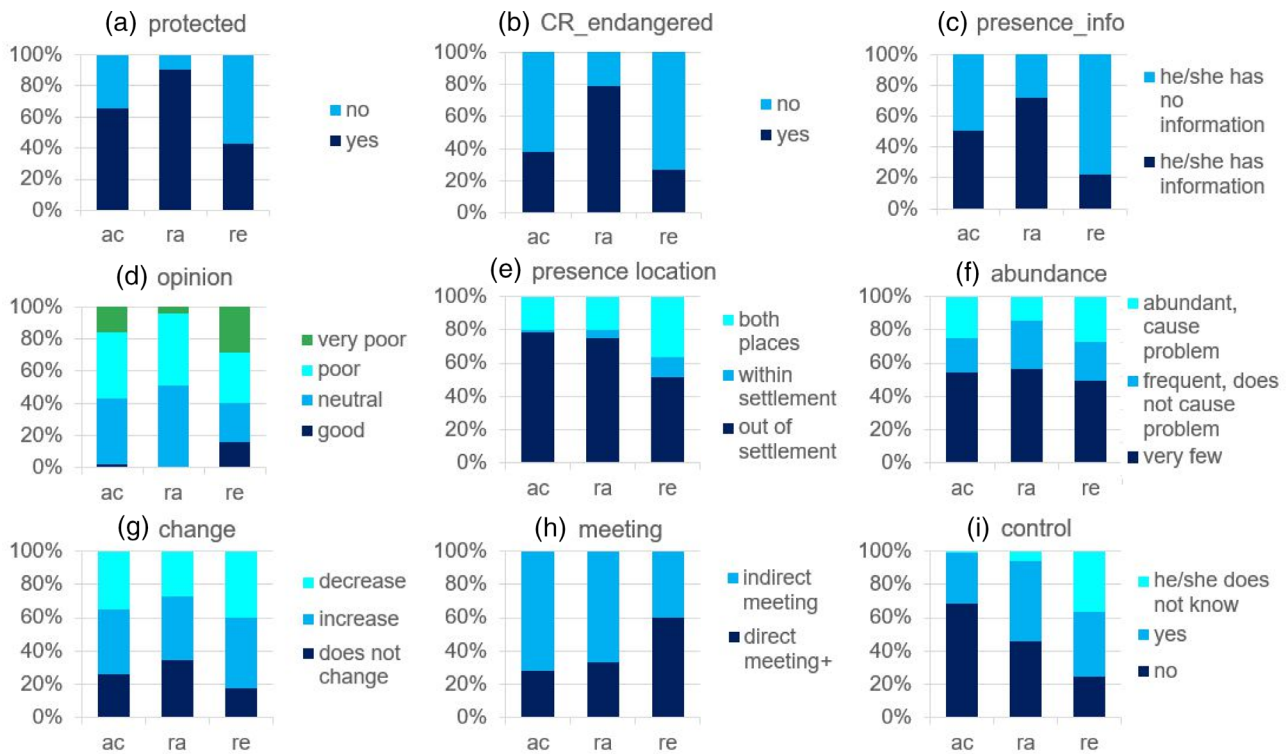 (a) protected
100%
80%
60%
40%
20%
0%
ac ra re
no
yes
(b) CR_endangered
100%
80%
60%
40%
20%
0%
ac ra re
no
yes
(c) presence_info
100%
80%
60%
40%
20%
0%
ac ra re
he/she has
no
information
he/she has
information
(d) opinion
100%
80%
60%
40%
20%
0%
ac ra re
very poor
poor
neutral
good
(e) presence location
100%
80%
60%
40%
20%
0%
ac ra re
both
places
within
settlement
out of
settlement
(f) abundance
100%
80%
60%
40%
20%
0%
ac ra re
abundant,
cause
problem
frequent, does
not cause
problem
very few
(g) change
100%
80%
60%
40%
20%
0%
ac ra re
decrease
increase
does not
change
(h) meeting
100%
80%
60%
40%
20%
0%
ac ra re
indirect
meeting
direct
meeting+
(i) control
100%
80%
60%
40%
20%
0%
ac ra re
he/she does
not know
yes
no